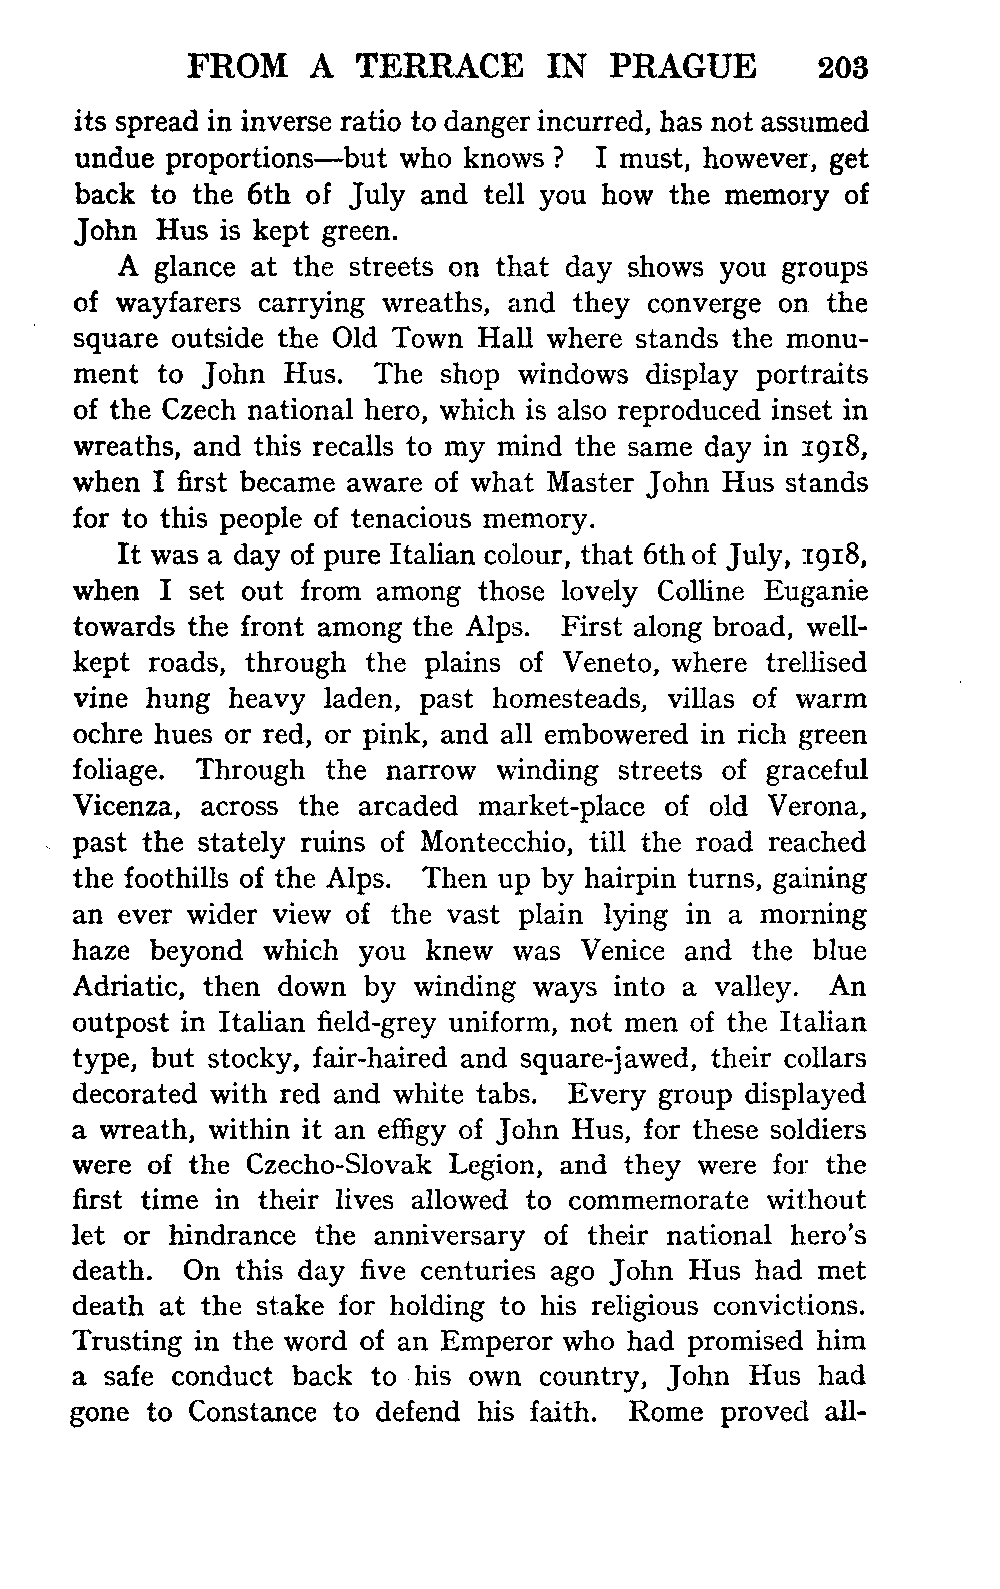 FROM A TERRACE IN PRAGUE 203
its spread in inverse ratio to danger incurred, has not assumed
undue proportions—but who knows ? I must, however, get
back to the 6th of July and tell you how the memory of
John Hus is kept green.
A glance at the streets on that day shows you groups
of wayfarers carrying wreaths, and they converge on the
square outside the Old Town Hall where stands the monu-
ment to John Hus. The shop windows display portraits
of the Czech national hero, which is also reproduced inset in
wreaths, and this recalls to my mind the same day in 1918,
when I first became aware of what Master John Hus stands
for to this people of tenacious memory.
It was a day of pure Italian colour, that 6th of July, 1918,
when I set out from among those lovely Colline Euganie
towards the front among the Alps. First along broad, well-
kept roads, through the plains of Veneto, where trellised
vine hung heavy laden, past homesteads, villas of warm
ochre hues or red, or pink, and all embowered in rich green
foliage. Through the narrow winding streets of graceful
Vicenza, across the arcaded market-place of old Verona,
past the stately ruins of Montecchio, till the road reached
the foothills of the Alps. Then up by hairpin turns, gaining
an ever wider view of the vast plain lying in a morning
haze beyond which you knew was Venice and the blue
Adriatic, then down by winding ways into a valley. An
outpost in Italian field-grey uniform, not men of the Italian
type, but stocky, fair-haired and square-jawed, their collars
decorated with red and white tabs. Every group displayed
a wreath, within it an effigy of John Hus, for these soldiers
were of the Czecho-Slovak Legion, and they were for the
first time in their lives allowed to commemorate without
let or hindrance the anniversary of their national hero's
death. On this day five centuries ago John Hus had met
death at the stake for holding to his religious convictions.
Trusting in the word of an Emperor who had promised him
a safe conduct back to his own country, John Hus had
gone to Constance to defend his faith. Rome proved all-